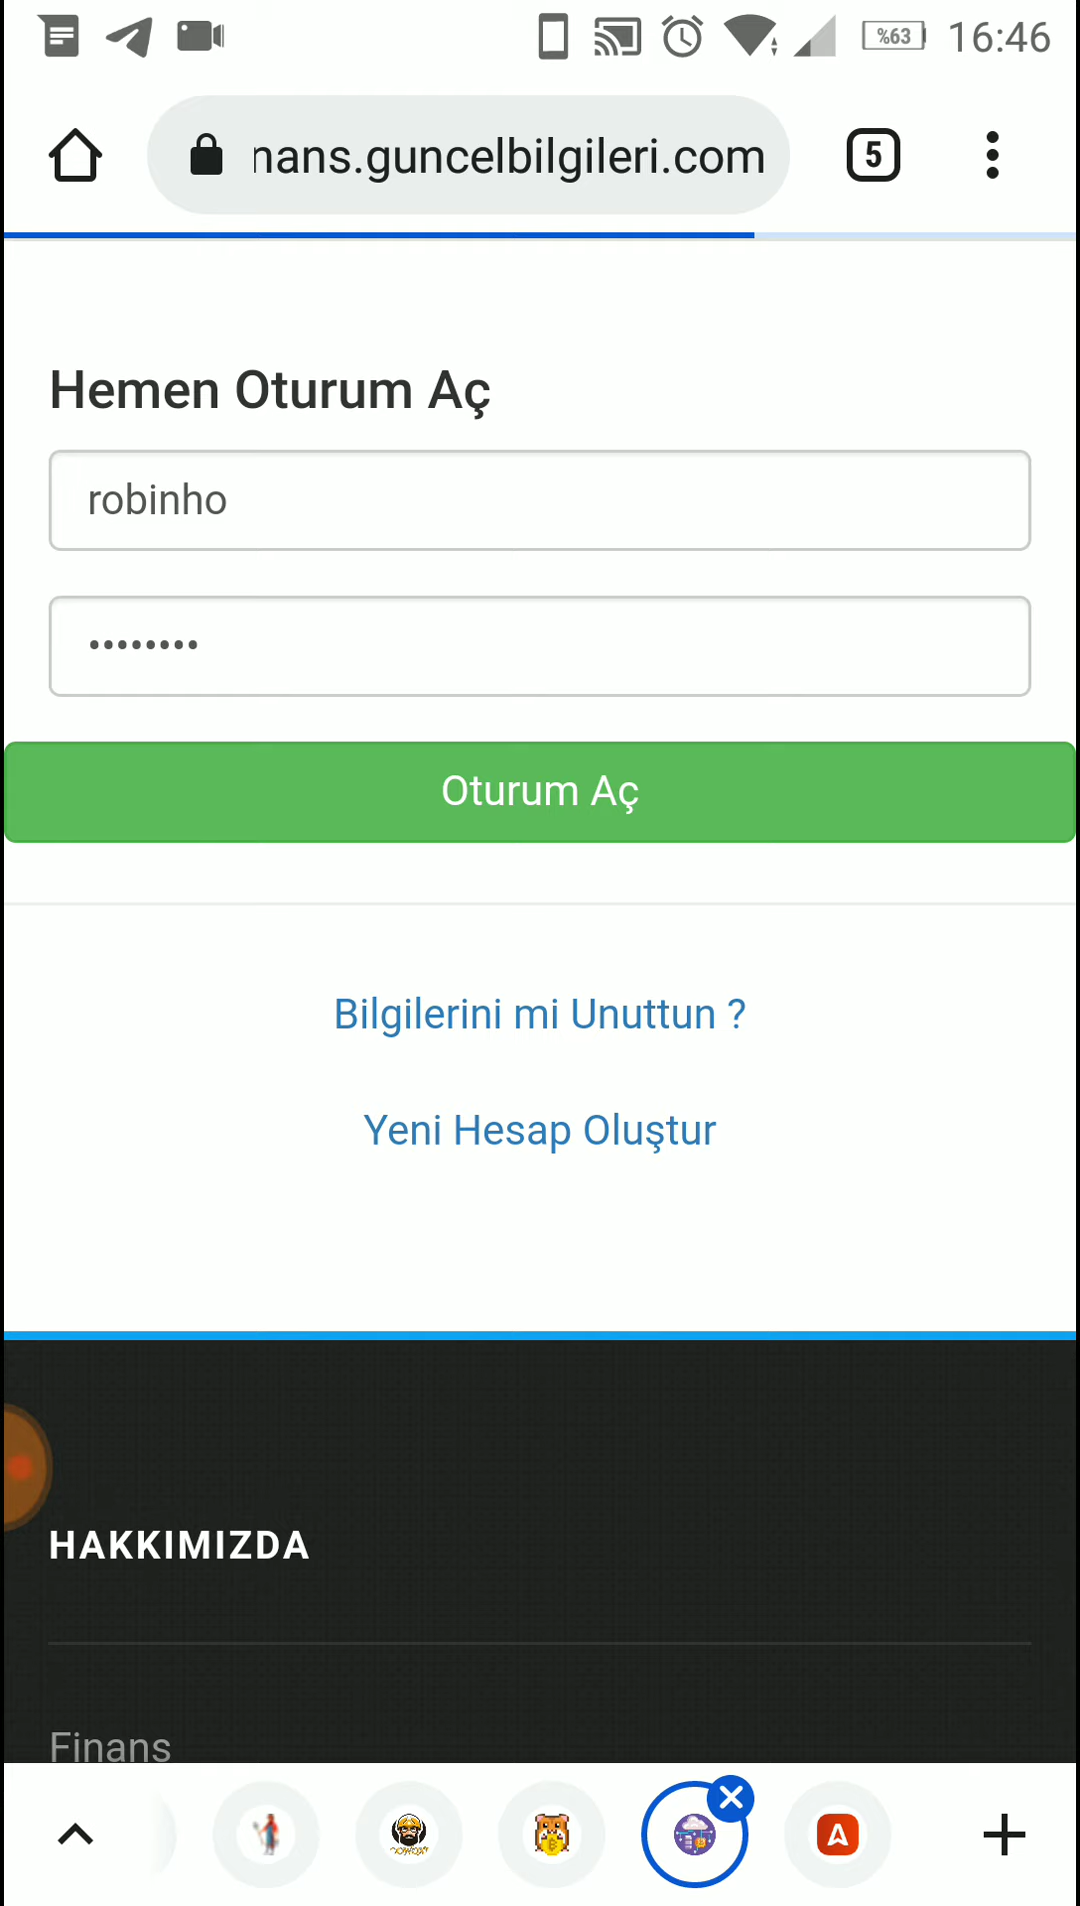 %63
16:46
nans.guncelbilgileri.com
5
Hemen Oturum Aç
robinho
••••••••
Oturum Aç
Bilgilerini mi Unuttun ?
Yeni Hesap Oluştur
HAKKIMIZDA
Finans
A